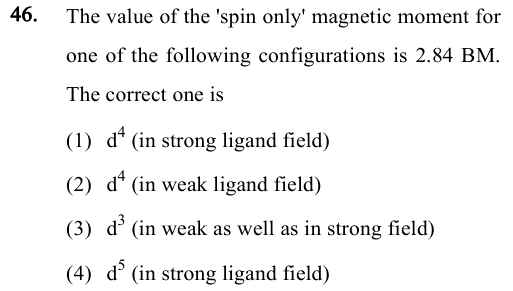 46. The value of the 'spin only' magnetic moment for
one of the following configurations is 2.84 BM.
The correct one is
(1) d⁴ (in strong ligand field)
(2) d⁴ (in weak ligand field)
(3) d³ (in weak as well as in strong field)
(4) d⁵ (in strong ligand field)